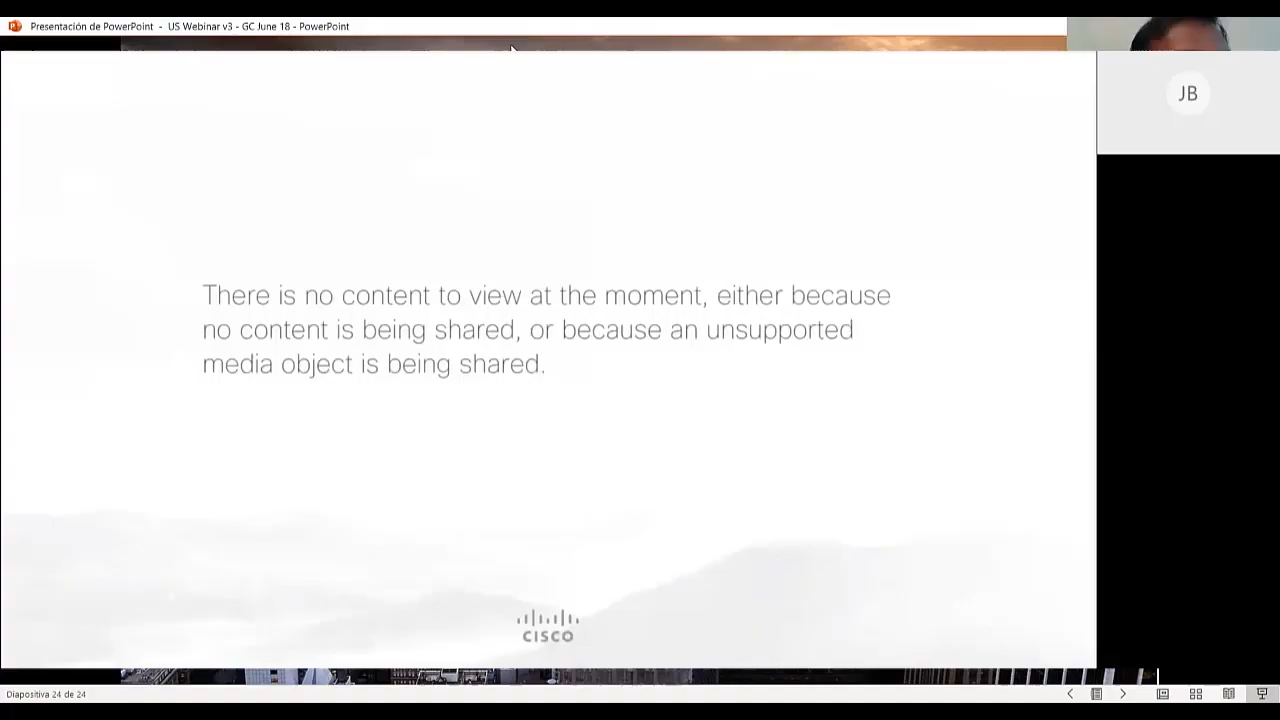 Presentación de PowerPoint - US Webinar v3 - GC June 18 - PowerPoint
JB
There is no content to view at the moment, either because
no content is being shared, or because an unsupported
media object is being shared.
CISCO
Diapositiva 24 de 24